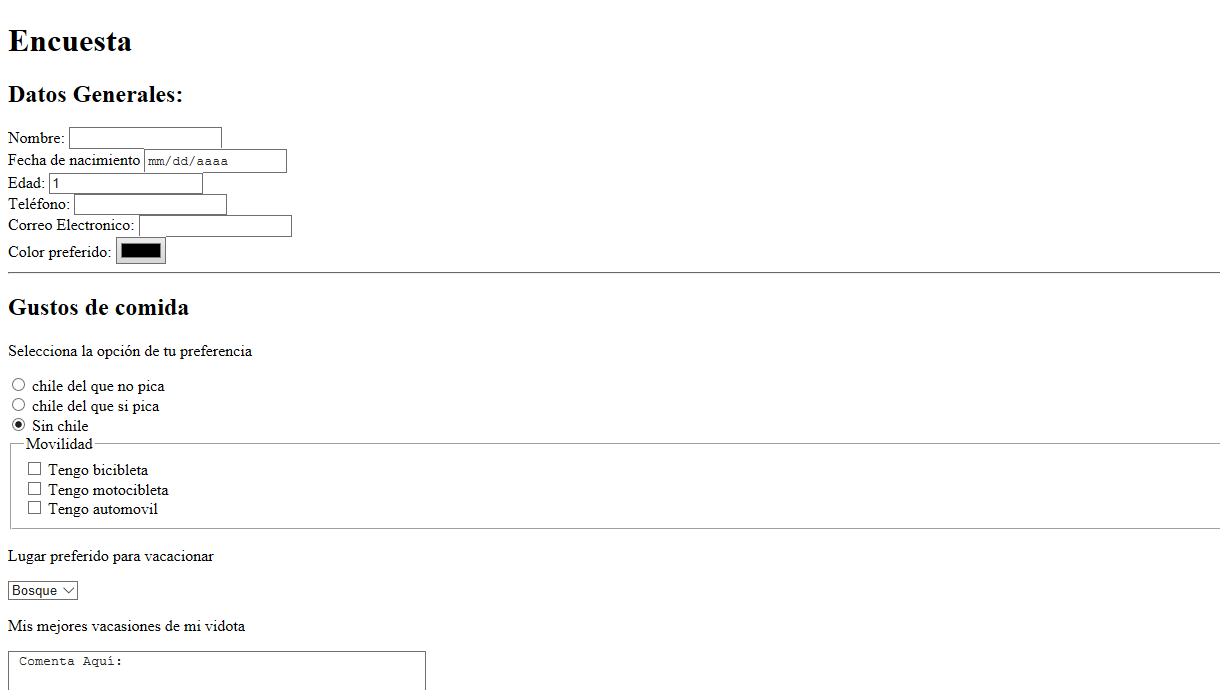 Encuesta
Datos Generales:
Nombre:
Fecha de nacimiento mm/dd/aaaa
Edad: 1
Teléfono:
Correo Electronico:
Color preferido:
Gustos de comida
Selecciona la opción de tu preferencia
chile del que no pica
chile del que si pica
Sin chile
Movilidad
Tengo bicibleta
Tengo motocibleta
Tengo automovil
Lugar preferido para vacacionar
Bosque
Mis mejores vacasiones de mi vidota
Comenta Aquí: